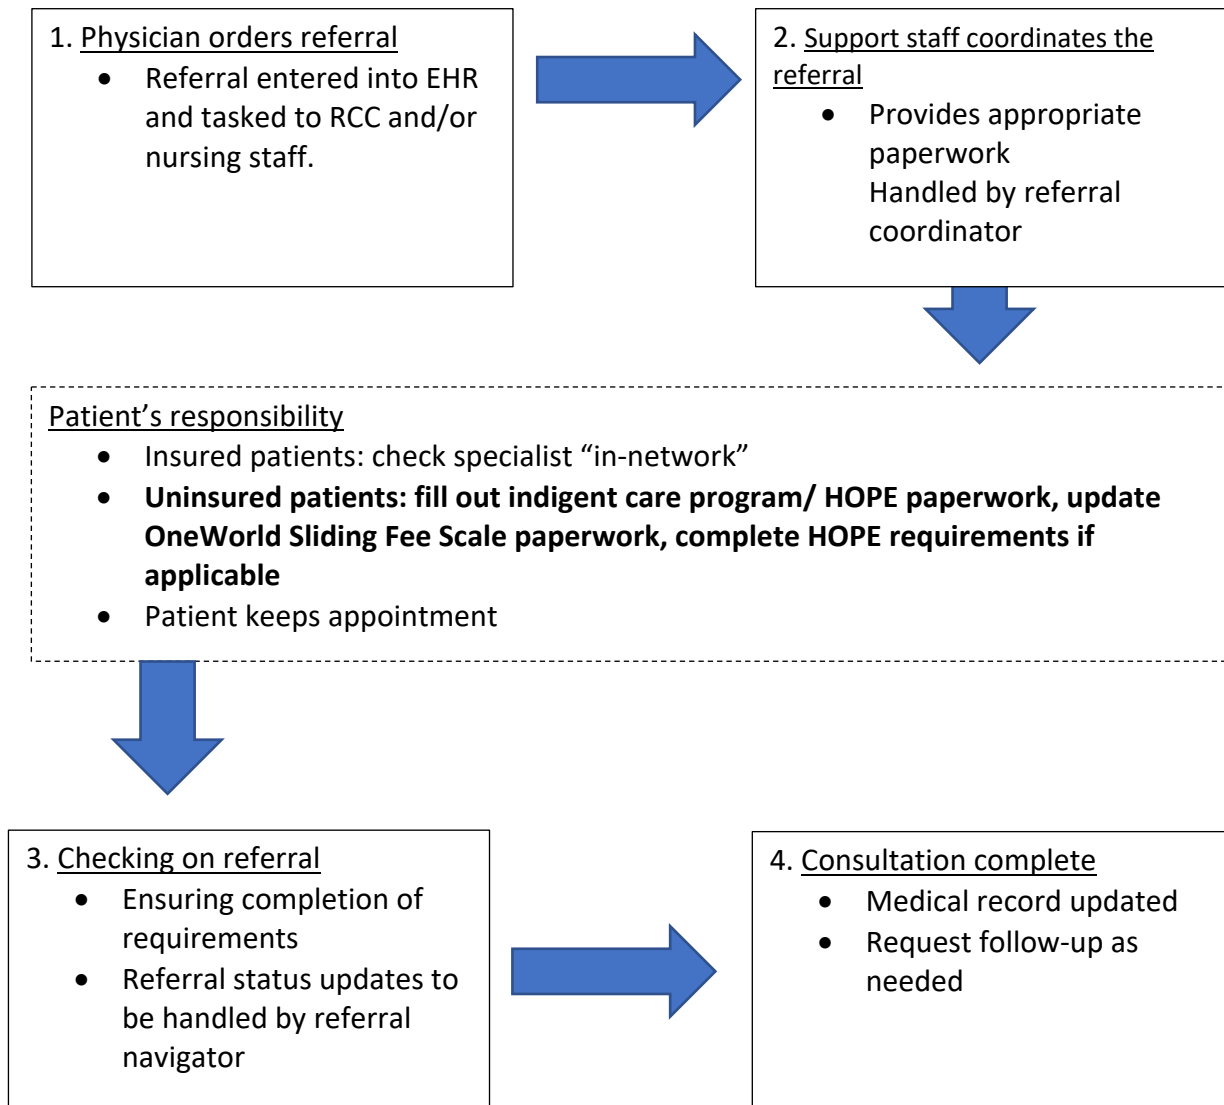 1. Physician orders referral
• Referral entered into EHR
and tasked to RCC and/or
nursing staff.
2. Support staff coordinates the
referral
• Provides appropriate
paperwork
Handled by referral
coordinator
Patient’s responsibility
• Insured patients: check specialist “in-network”
• Uninsured patients: fill out indigent care program/ HOPE paperwork, update
OneWorld Sliding Fee Scale paperwork, complete HOPE requirements if
applicable
• Patient keeps appointment
3. Checking on referral
• Ensuring completion of
requirements
• Referral status updates to
be handled by referral
navigator
4. Consultation complete
• Medical record updated
• Request follow-up as
needed